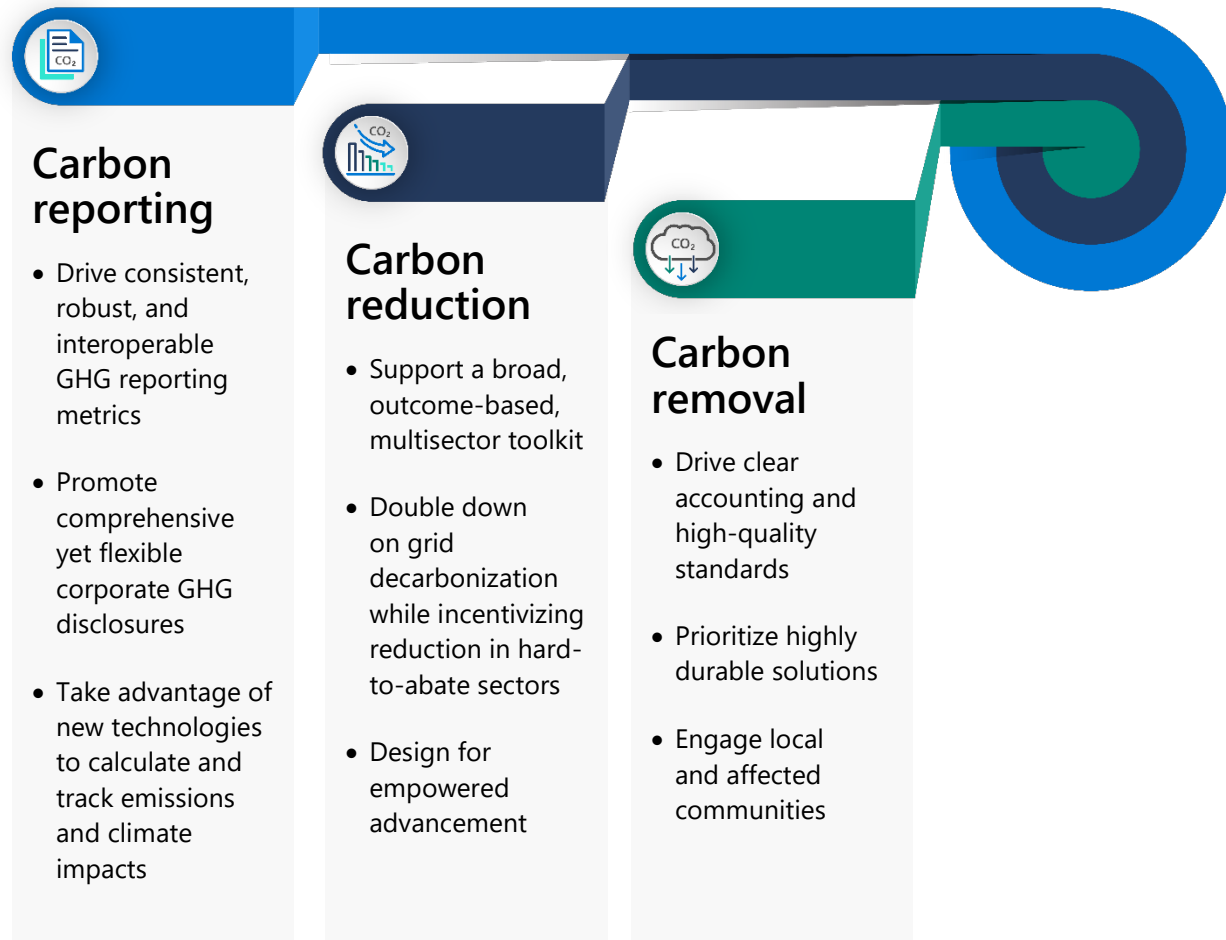 CO₂
Carbon
reporting
• Drive consistent,
robust, and
interoperable
GHG reporting
metrics
• Promote
comprehensive
yet flexible
corporate GHG
disclosures
• Take advantage of
new technologies
to calculate and
track emissions
and climate
impacts
CO₂
Carbon
reduction
• Support a broad,
outcome-based,
multisector toolkit
• Double down
on grid
decarbonization
while incentivizing
reduction in hard-
to-abate sectors
• Design for
empowered
advancement
CO₂
Carbon
removal
• Drive clear
accounting and
high-quality
standards
• Prioritize highly
durable solutions
• Engage local
and affected
communities